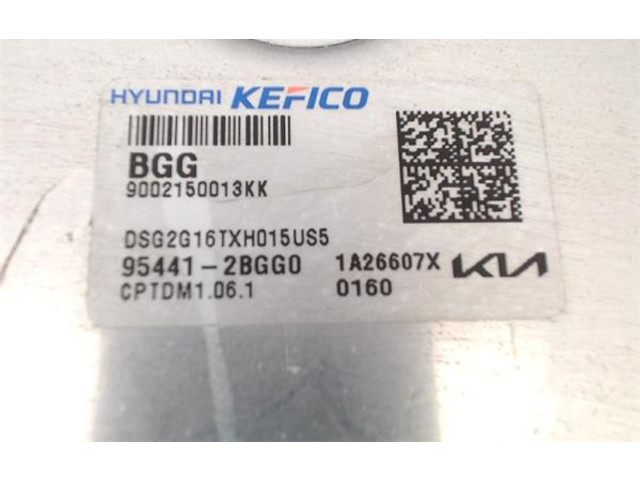 HYUNDAI KEFICO
BGG
9002150013KK
DSG2G16TXH015US5
95441-2BGG0 1A26607X KIA
CPTDM1.06.1 0160